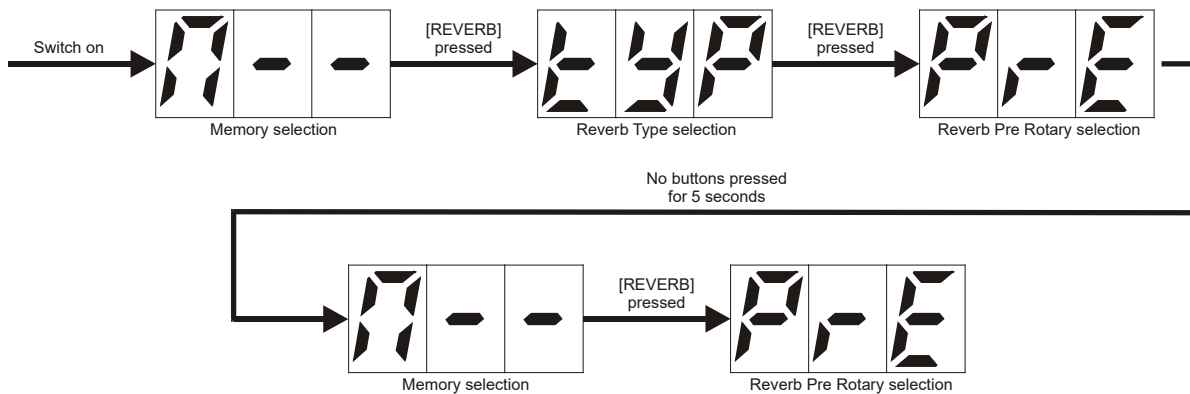 Switch on
П - -
Memory selection
[REVERB]
pressed
tyP
Reverb Type selection
[REVERB]
pressed
PrE
Reverb Pre Rotary selection
No buttons pressed
for 5 seconds
П - -
Memory selection
[REVERB]
pressed
PrE
Reverb Pre Rotary selection